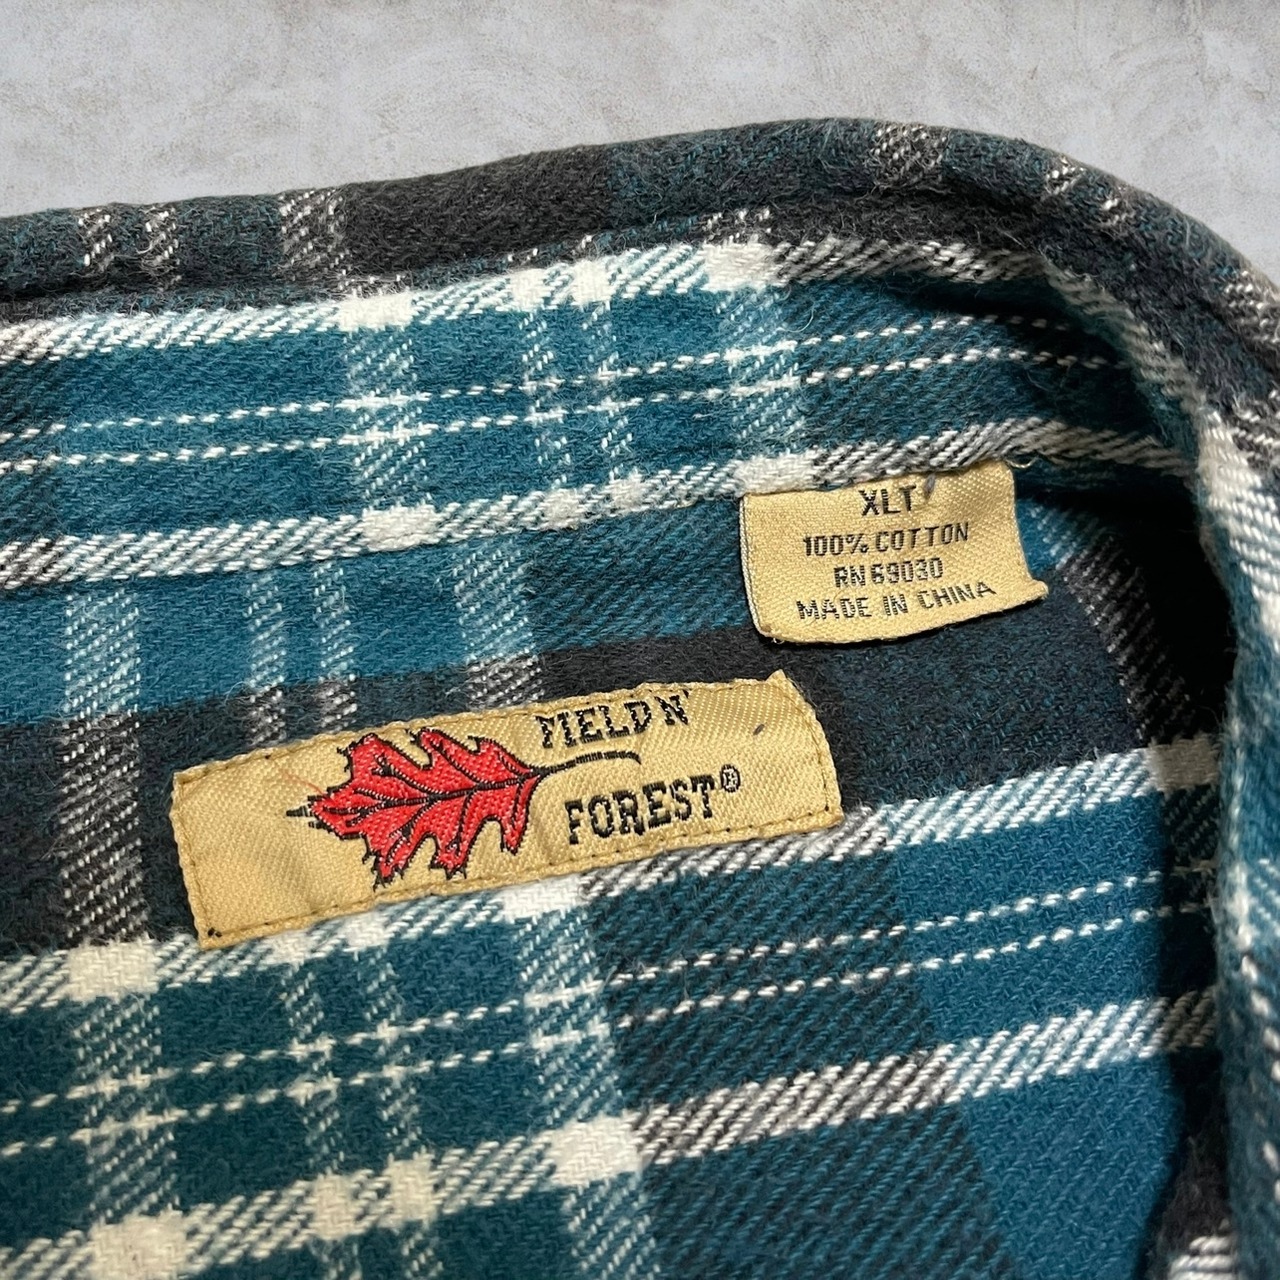 XLT
100% COTTON
RN 69030
MADE IN CHINA
FIELD N'
FOREST®